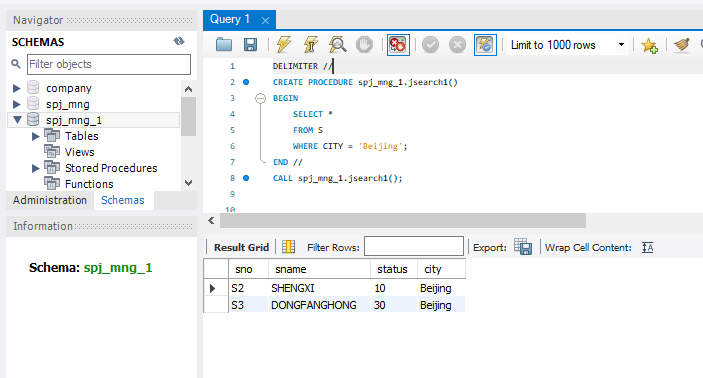 Navigator
SCHEMAS
Filter objects
company
spj_mng
spj_mng_1
Tables
Views
Stored Procedures
Functions
Administration Schemas
Information
Schema: spj_mng_1
Query 1
Limit to 1000 rows
1 DELIMITER //
2 CREATE PROCEDURE spj_mng_1.jsearch1()
3 BEGIN
4 SELECT *
5 FROM S
6 WHERE CITY = 'Beijing';
7 END //
8 CALL spj_mng_1.jsearch1();
9
10
Result Grid Filter Rows: Export: Wrap Cell Content:
sno sname status city
S2 SHENGXI 10 Beijing
S3 DONGFANGHONG 30 Beijing